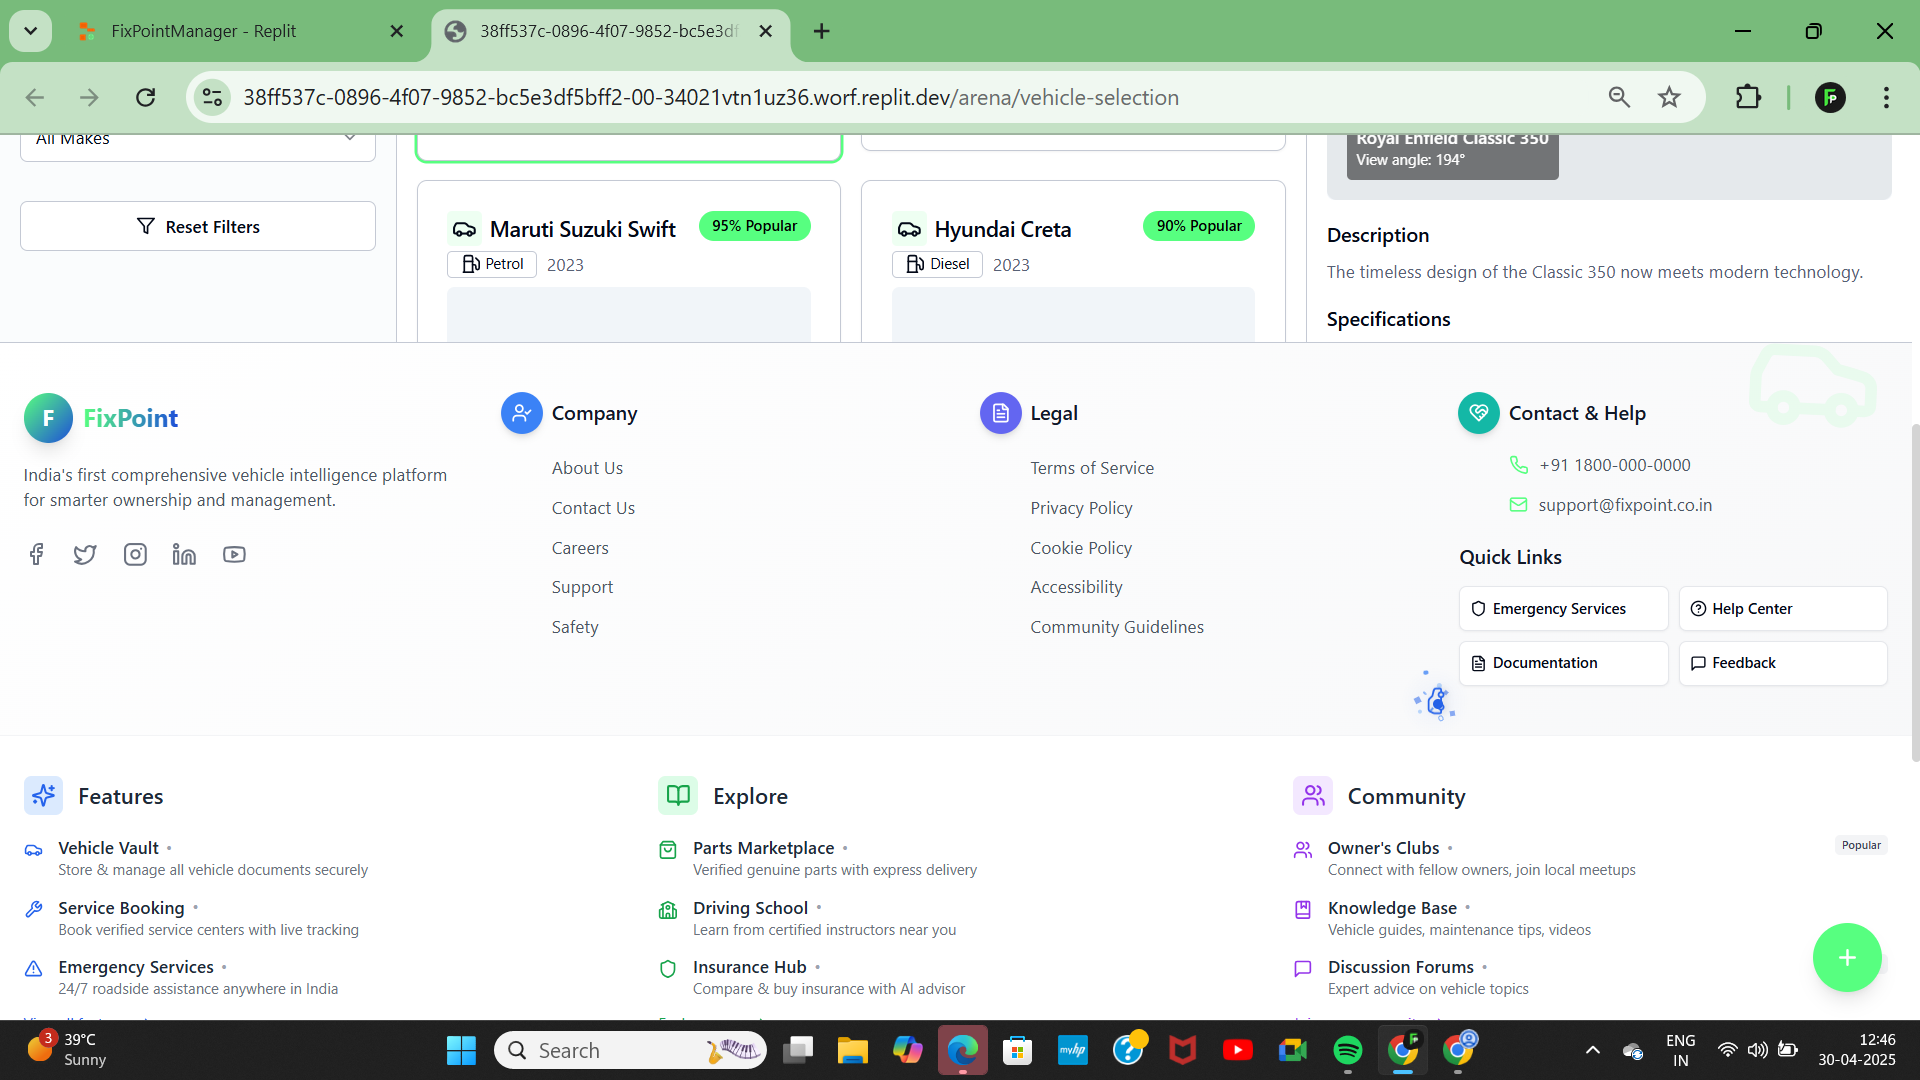 FixPointManager - Replit
38ff537c-0896-4f07-9852-bc5e3df
38ff537c-0896-4f07-9852-bc5e3df5bff2-00-34021vtn1uz36.worf.replit.dev/arena/vehicle-selection
All Makes
Reset Filters
Maruti Suzuki Swift
95% Popular
Petrol
2023
Hyundai Creta
90% Popular
Diesel
2023
Royal Enfield Classic 350
View angle: 194°
Description
The timeless design of the Classic 350 now meets modern technology.
Specifications
F FixPoint
India's first comprehensive vehicle intelligence platform
for smarter ownership and management.
Company
About Us
Contact Us
Careers
Support
Safety
Legal
Terms of Service
Privacy Policy
Cookie Policy
Accessibility
Community Guidelines
Contact & Help
+91 1800-000-0000
support@fixpoint.co.in
Quick Links
Emergency Services
Help Center
Documentation
Feedback
Features
Vehicle Vault •
Store & manage all vehicle documents securely
Service Booking •
Book verified service centers with live tracking
Emergency Services •
24/7 roadside assistance anywhere in India
Explore
Parts Marketplace •
Verified genuine parts with express delivery
Driving School •
Learn from certified instructors near you
Insurance Hub •
Compare & buy insurance with AI advisor
Community
Owner's Clubs •
Popular
Connect with fellow owners, join local meetups
Knowledge Base •
Vehicle guides, maintenance tips, videos
Discussion Forums •
Expert advice on vehicle topics
3
39°C
Sunny
Search
myhp
ENG
IN
12:46
30-04-2025